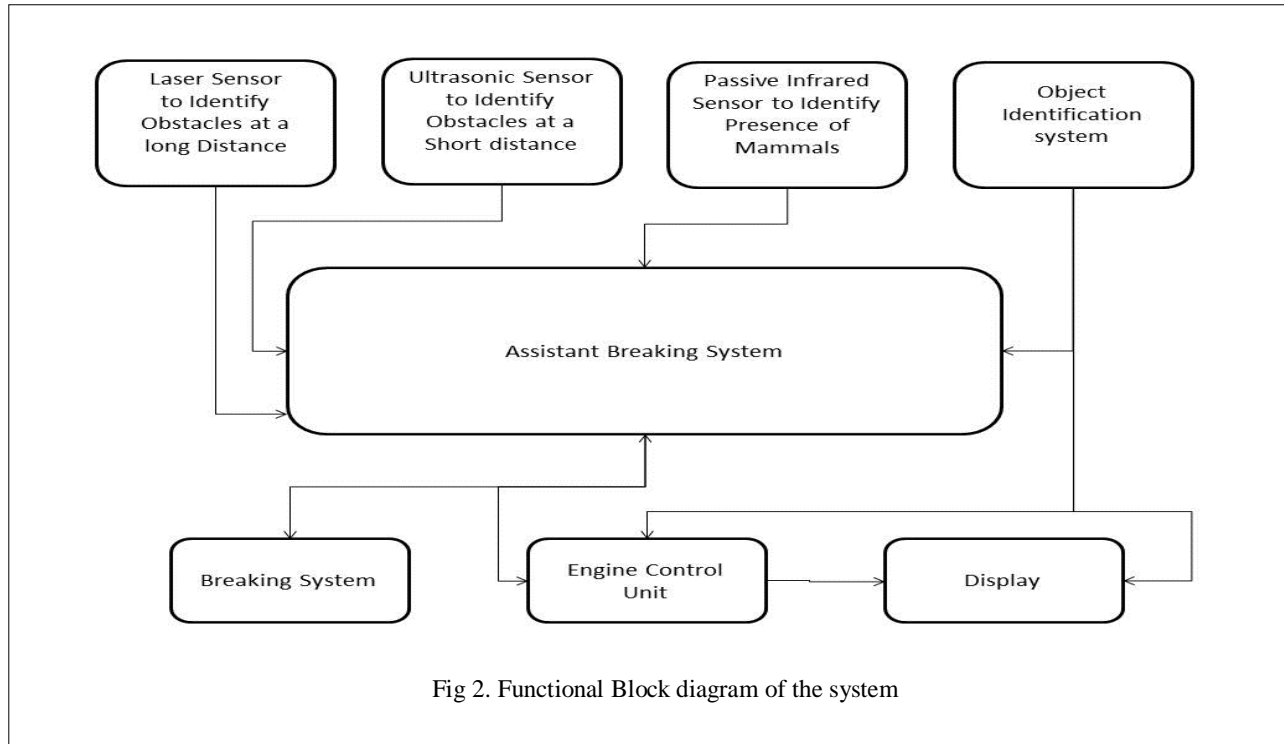 Laser Sensor
to Identify
Obstacles at a
long Distance
Ultrasonic Sensor
to Identify
Obstacles at a
Short distance
Passive Infrared
Sensor to Identify
Presence of
Mammals
Object
Identification
system
Assistant Breaking System
Breaking System
Engine Control
Unit
Display
Fig 2. Functional Block diagram of the system